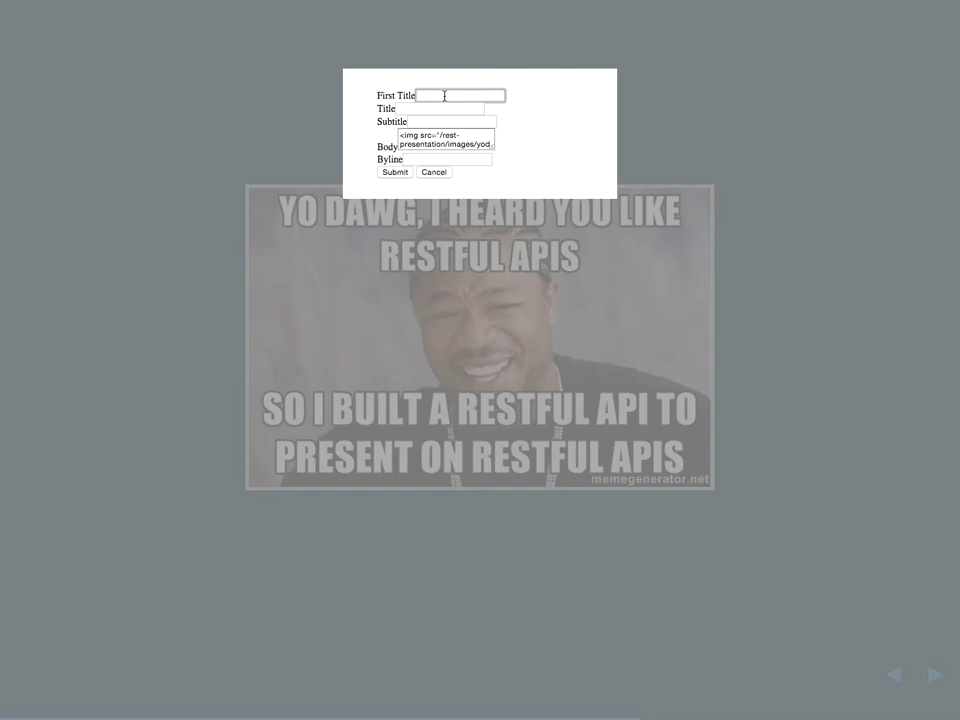 First Title
Title
Subtitle
Body <img src="/rest-
presentation/images/yod
Byline
Submit Cancel
YO DAWG, I HEARD YOU LIKE
RESTFUL APIS
SO I BUILT A RESTFUL API TO
PRESENT ON RESTFUL APIS
memegenerator.net